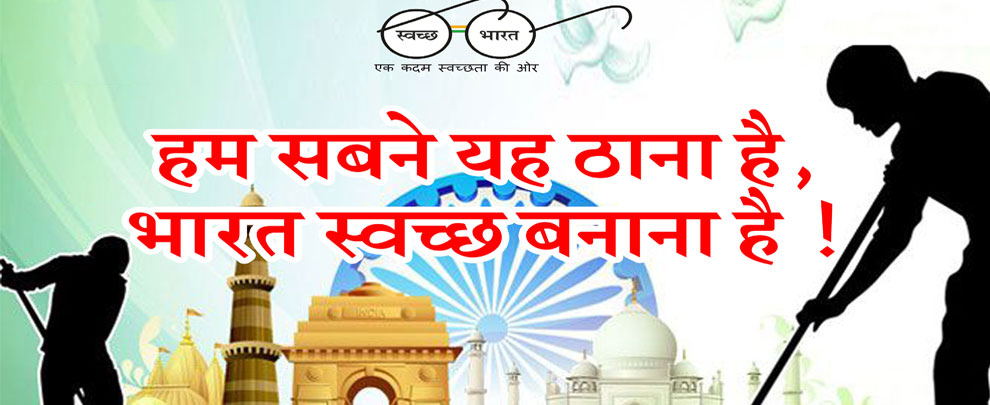 स्वच्छ भारत
एक कदम स्वच्छता की ओर
हम सबने यह ठाना है,
भारत स्वच्छ बनाना है !
INDIA